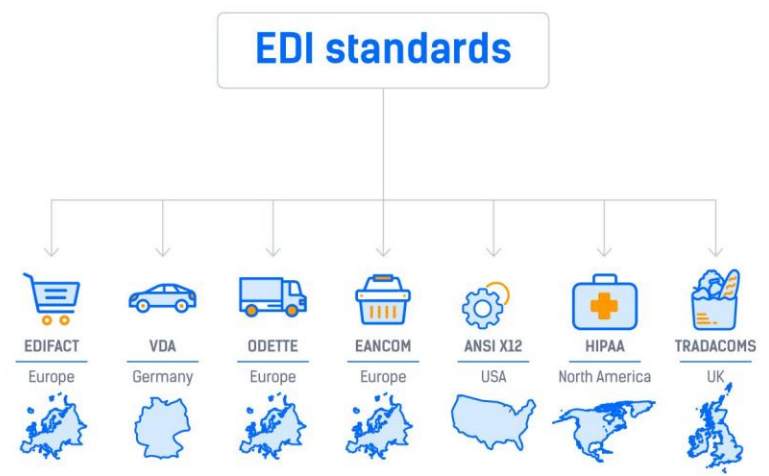 EDI standards
EDIFACT
VDA
ODETTE
EANCOM
ANSI X12
HIPAA
TRADACOMS
Europe
Germany
Europe
Europe
USA
North America
UK